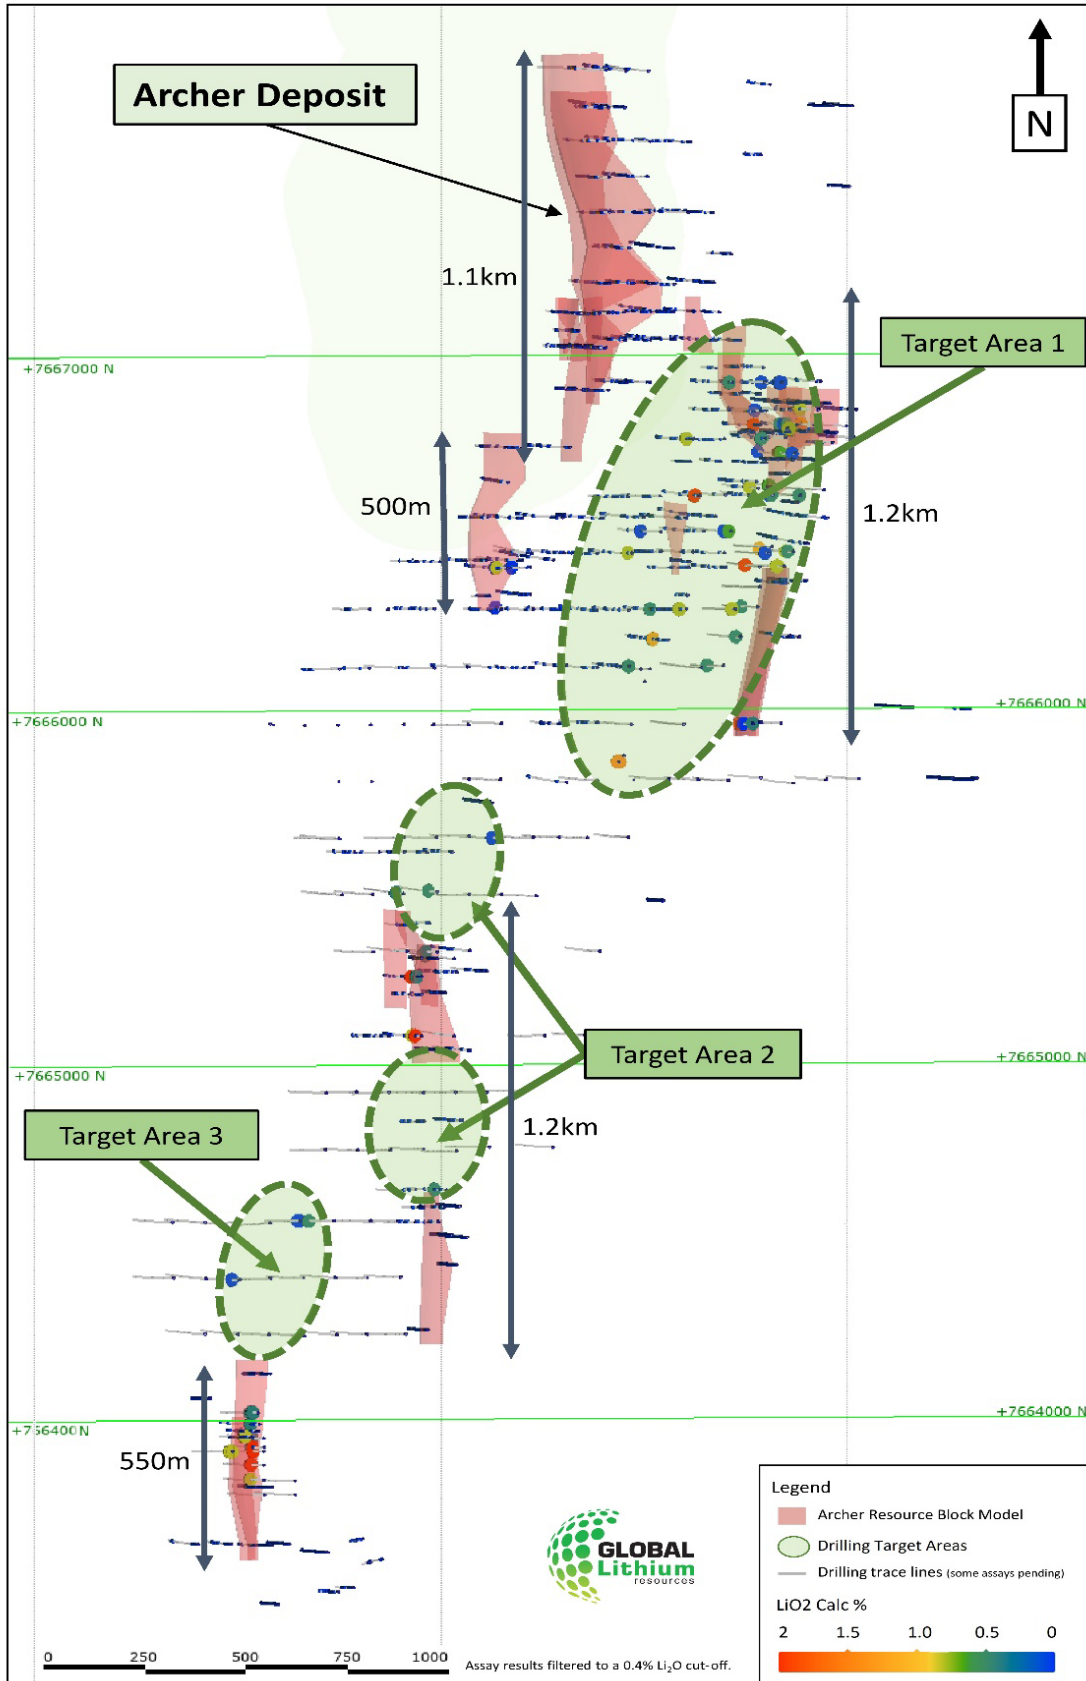 Archer Deposit
N
1.1km
Target Area 1
+7667000 N
500m
1.2km
+7666000 N
+7666000 N
Target Area 2
+7665000 N
+7665000 N
1.2km
Target Area 3
+7664000 N
+766400 N
550m
GLOBAL
Lithium
resources
Legend
Archer Resource Block Model
Drilling Target Areas
Drilling trace lines (some assays pending)
LiO2 Calc %
2 1.5 1.0 0.5 0
0 250 500 750 1000
Assay results filtered to a 0.4% Li₂O cut-off.